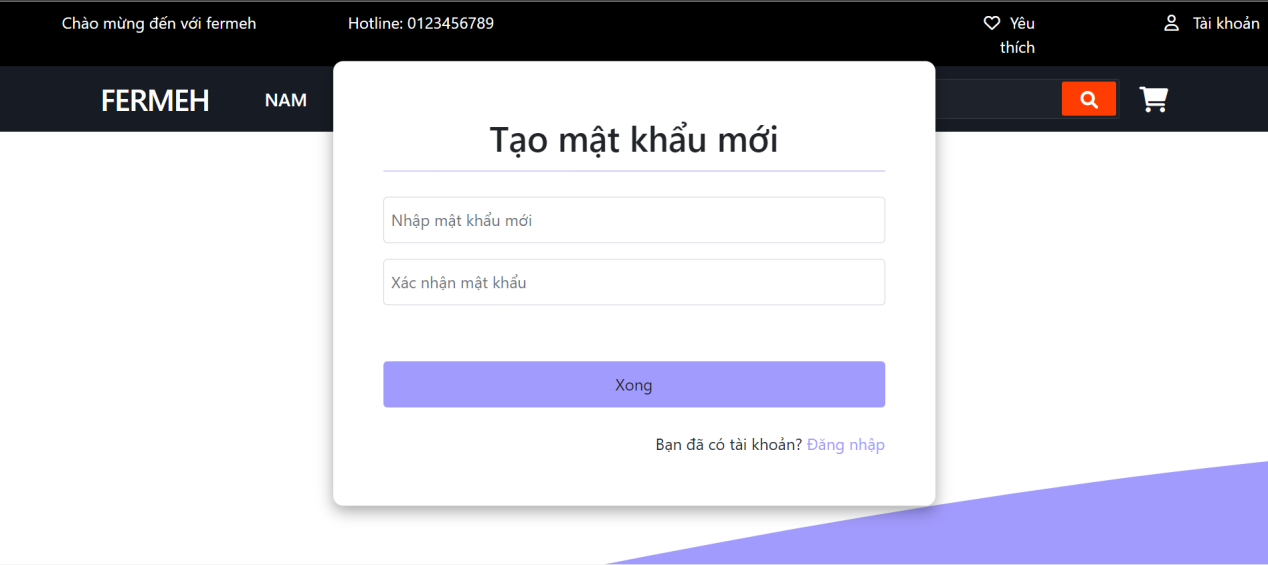 Chào mừng đến với fermeh
Hotline: 0123456789
Yêu
thích
Tài khoản
FERMEH
NAM
Tạo mật khẩu mới
Nhập mật khẩu mới
Xác nhận mật khẩu
Xong
Bạn đã có tài khoản? Đăng nhập